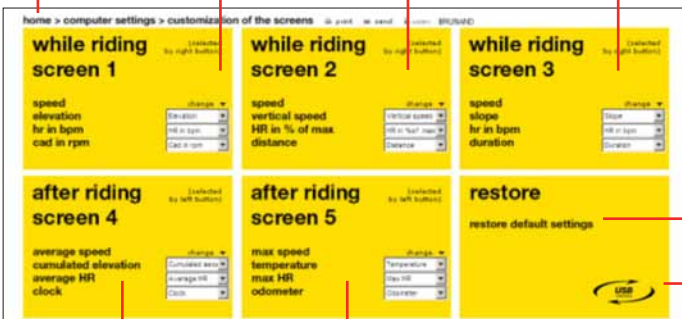 home > computer settings > customization of the screens print send BRUSAND
while riding
screen 1
(selected
by right button)
speed
change
elevation
Elevation
hr in bpm
HR in bpm
cad in rpm
Cad in rpm
while riding
screen 2
(selected
by right button)
speed
change
vertical speed
Vertical speed
HR in % of max
HR in %of max
distance
Distance
while riding
screen 3
(selected
by right button)
speed
change
slope
Slope
hr in bpm
HR in bpm
duration
Duration
after riding
screen 4
(selected
by left button)
average speed
change
cumulated elevation
Cumulated
average HR
Average HR
clock
Clock
after riding
screen 5
(selected
by left button)
max speed
change
temperature
Temperature
max HR
Max HR
odometer
Odometer
restore
restore default settings
USB